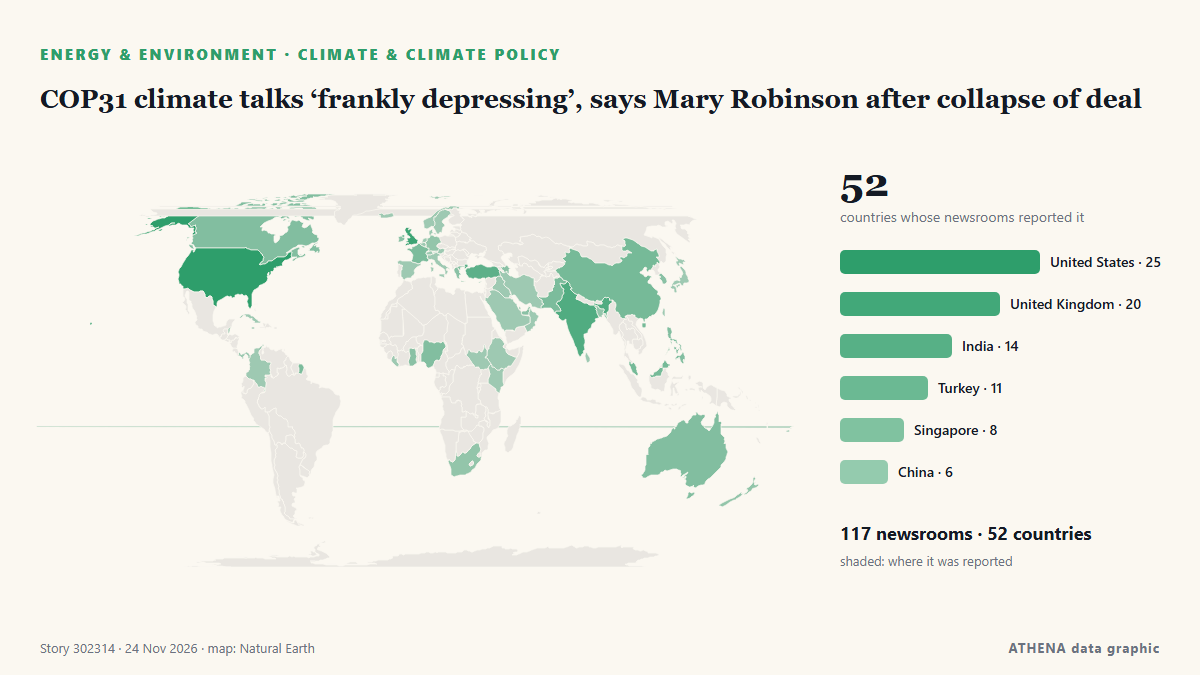 ENERGY & ENVIRONMENT · CLIMATE & CLIMATE POLICY
COP31 climate talks ‘frankly depressing’, says Mary Robinson after collapse of deal
52
countries whose newsrooms reported it
United States · 25
United Kingdom · 20
India · 14
Turkey · 11
Singapore · 8
China · 6
117 newsrooms · 52 countries
shaded: where it was reported
Story 302314 · 24 Nov 2026 · map: Natural Earth
ATHENA data graphic